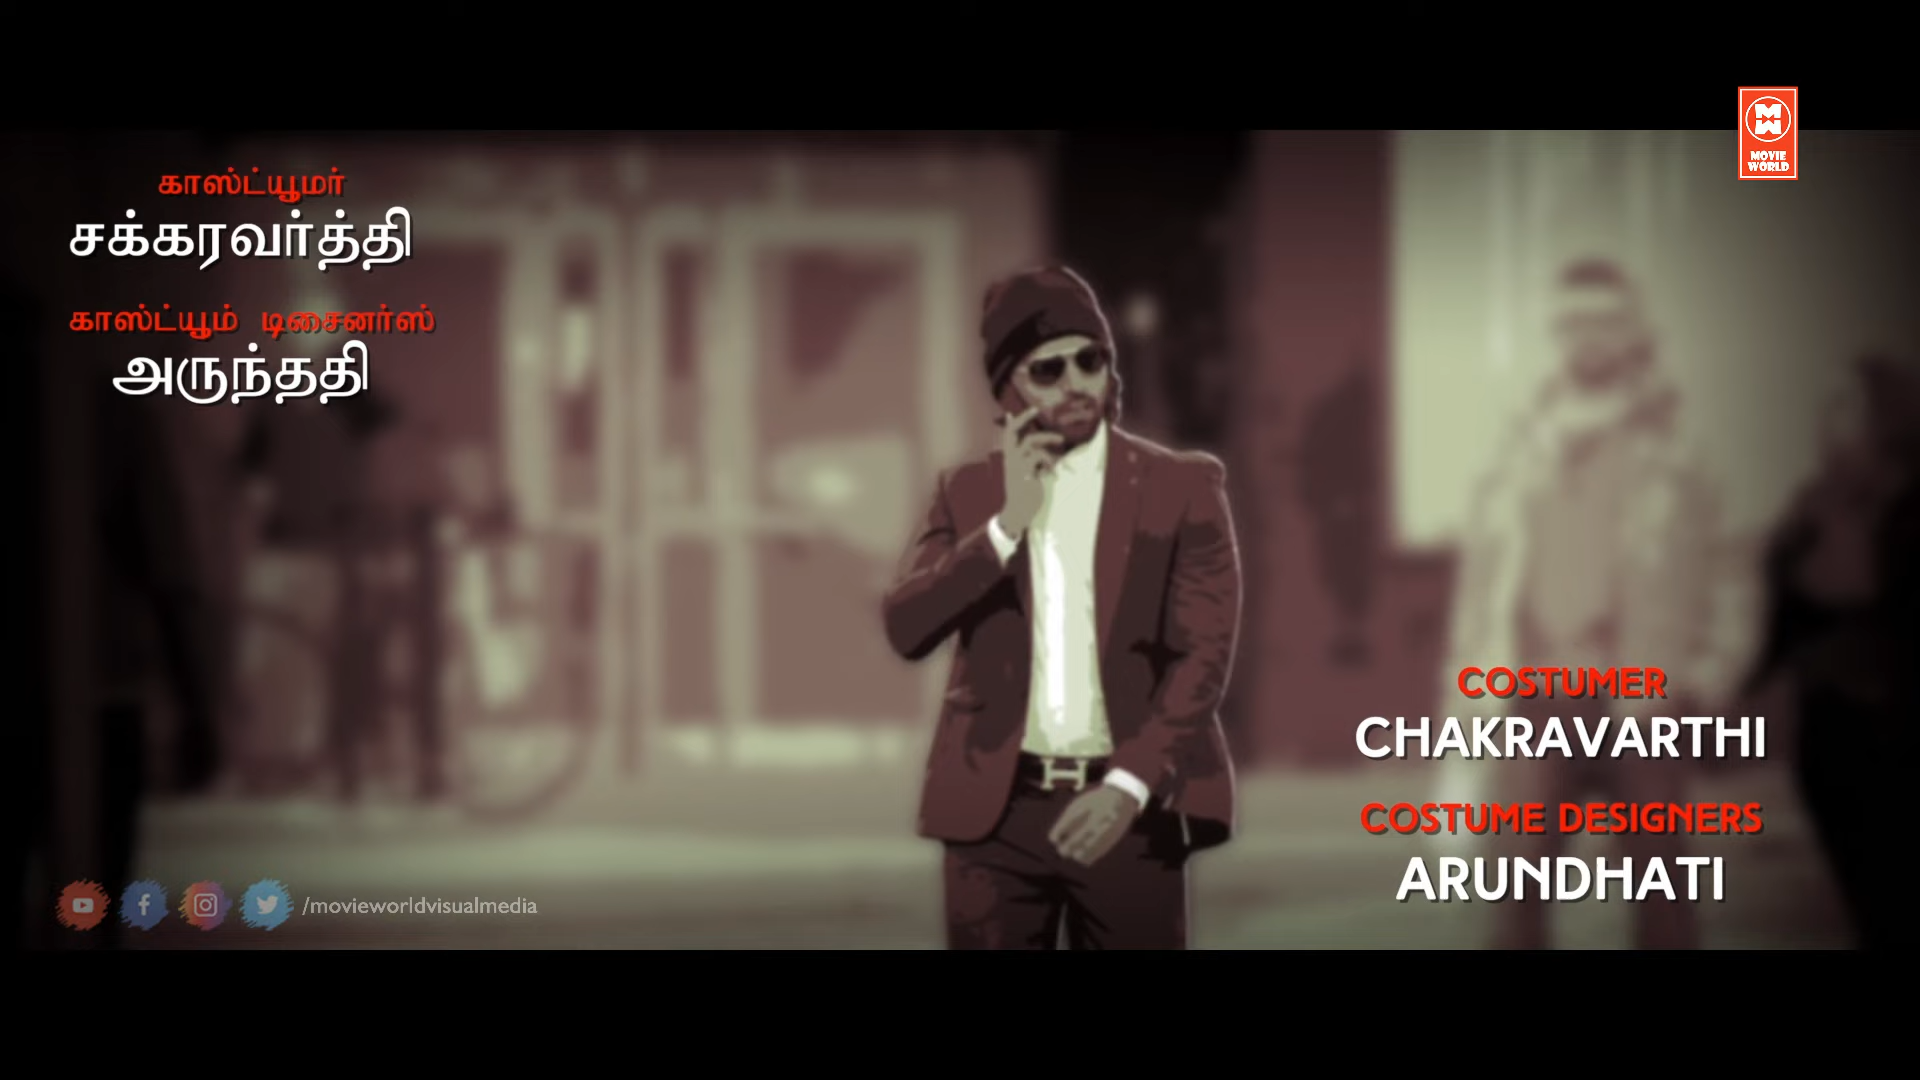 MOVIE
WORLD
காஸ்ட்யூமர்
சக்கரவர்த்தி
காஸ்ட்யூம் டிசைனர்ஸ்
அருந்ததி
COSTUMER
CHAKRAVARTHI
COSTUME DESIGNERS
ARUNDHATI
/movieworldvisualmedia